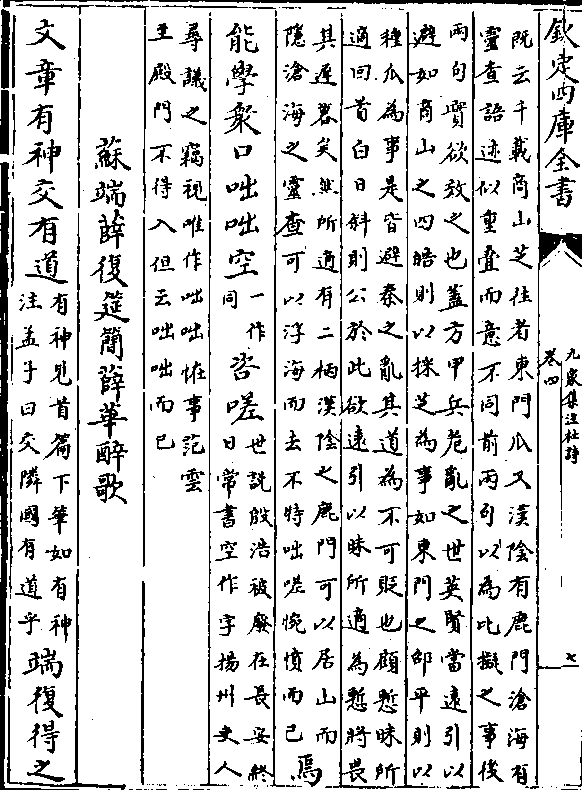 欽定四庫全書
九家集注杜詩
卷四
七
既云千載商山芝往者東門瓜又漢陰有鹿門滄海有
靈查語迹似重疊而意不同前兩句以為比擬之事後
兩句實欲效之也蓋方甲兵危亂之世英賢當遠引以
避如商山之四皓則以採芝為事如東門之邵平則以
種瓜為事是皆避秦之亂其道為不可貶也顧慙昧所
適回首白日斜則公於此欲遠引以昧所適為慙將畏
其遲暮矣然所適有二柄漢陰之鹿門可以居山而
隱滄海之靈查可以浮海而去不特咄嗟惋憤而已焉
能學衆口咄咄空一作同咨嗟世說殷浩被廢在長安終日常書空作字揚州吏人
尋議之竊視唯作咄咄怪事記雲
至殿門不得入但云咄咄而已
蘇端薛復筵簡薛華醉歌
文章有神交有道有神見首篇下筆如有神注孟子曰交隣國有道乎端復得之